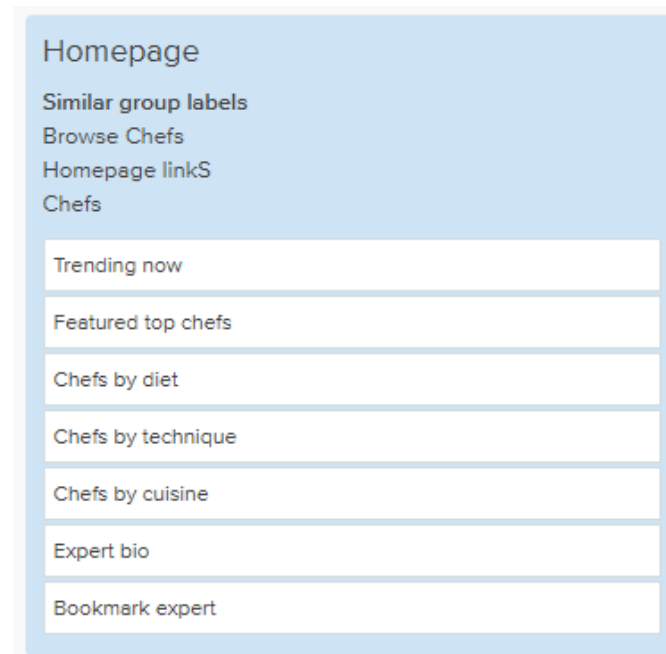 Homepage
Similar group labels
Browse Chefs
Homepage linkS
Chefs
Trending now
Featured top chefs
Chefs by diet
Chefs by technique
Chefs by cuisine
Expert bio
Bookmark expert